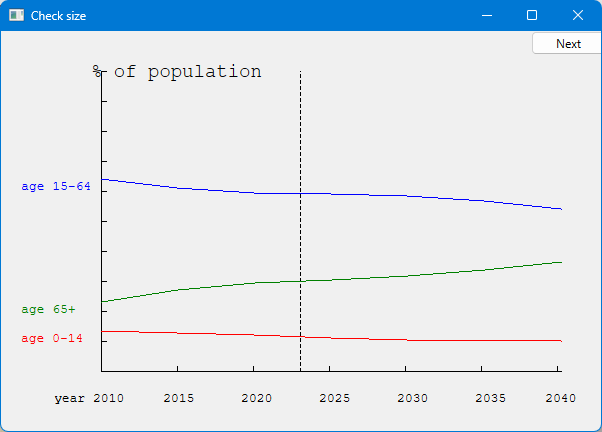 Check size
Next
% of population
age 15-64
age 65+
age 0-14
year 2010 2015 2020 2025 2030 2035 2040